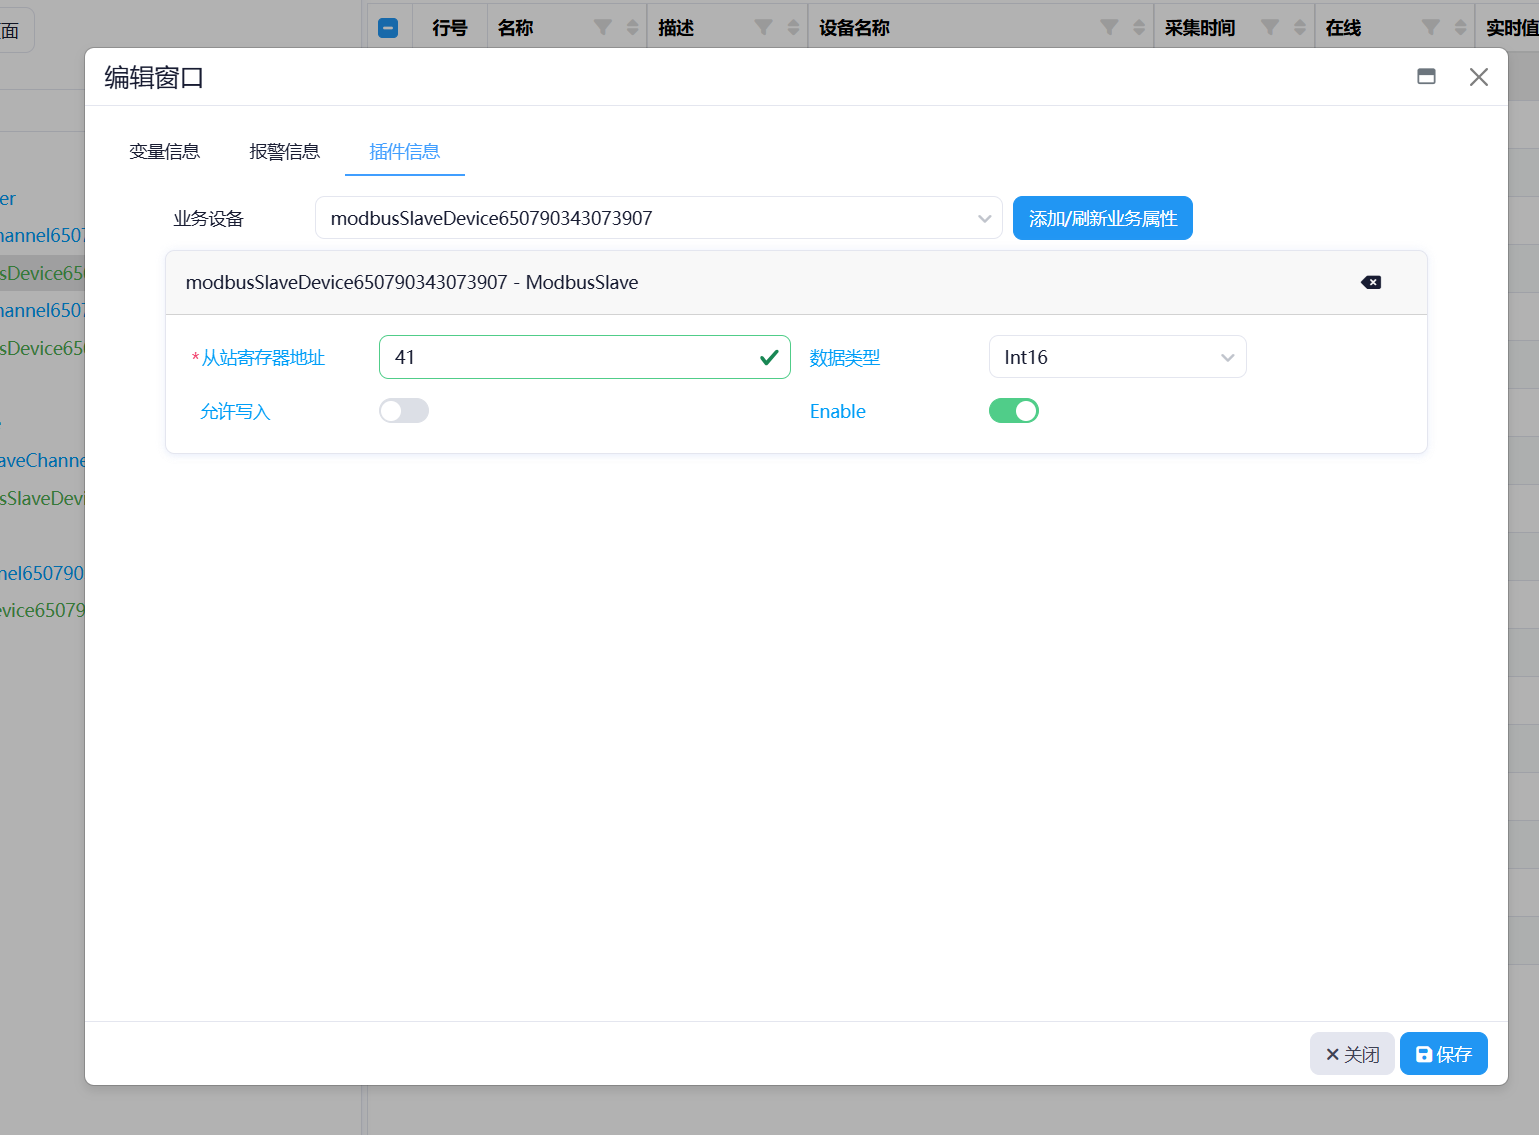 面
行号 名称 描述 设备名称 采集时间 在线 实时值
编辑窗口
变量信息 报警信息 插件信息
er
业务设备 modbusSlaveDevice650790343073907 添加/刷新业务属性
hannel6507
sDevice65
modbusSlaveDevice650790343073907 - ModbusSlave
hannel6507
sDevice65
*从站寄存器地址 41 数据类型 Int16
允许写入 Enable
aveChanne
sSlaveDevi
nel650790
evice65079
关闭 保存